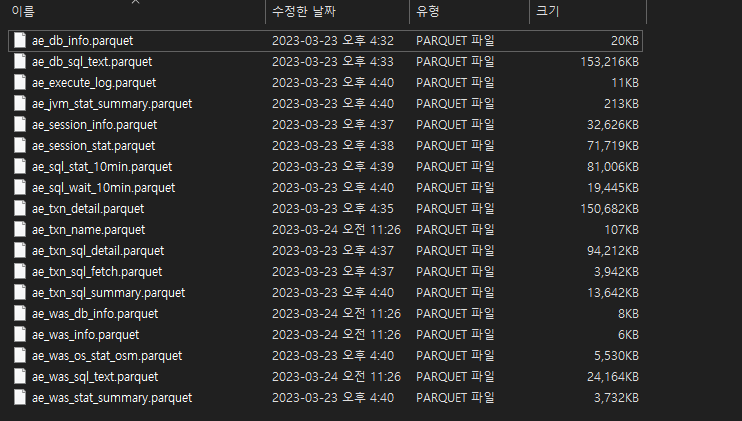 이름 수정한 날짜 유형 크기
ae_db_info.parquet 2023-03-23 오후 4:32 PARQUET 파일 20KB
ae_db_sql_text.parquet 2023-03-23 오후 4:33 PARQUET 파일 153,216KB
ae_execute_log.parquet 2023-03-23 오후 4:40 PARQUET 파일 11KB
ae_jvm_stat_summary.parquet 2023-03-23 오후 4:40 PARQUET 파일 213KB
ae_session_info.parquet 2023-03-23 오후 4:37 PARQUET 파일 32,626KB
ae_session_stat.parquet 2023-03-23 오후 4:38 PARQUET 파일 71,719KB
ae_sql_stat_10min.parquet 2023-03-23 오후 4:39 PARQUET 파일 81,006KB
ae_sql_wait_10min.parquet 2023-03-23 오후 4:40 PARQUET 파일 19,445KB
ae_txn_detail.parquet 2023-03-23 오후 4:35 PARQUET 파일 150,682KB
ae_txn_name.parquet 2023-03-24 오전 11:26 PARQUET 파일 107KB
ae_txn_sql_detail.parquet 2023-03-23 오후 4:37 PARQUET 파일 94,212KB
ae_txn_sql_fetch.parquet 2023-03-23 오후 4:37 PARQUET 파일 3,942KB
ae_txn_sql_summary.parquet 2023-03-23 오후 4:40 PARQUET 파일 13,642KB
ae_was_db_info.parquet 2023-03-24 오전 11:26 PARQUET 파일 8KB
ae_was_info.parquet 2023-03-24 오전 11:26 PARQUET 파일 6KB
ae_was_os_stat_osm.parquet 2023-03-23 오후 4:40 PARQUET 파일 5,530KB
ae_was_sql_text.parquet 2023-03-24 오전 11:26 PARQUET 파일 24,164KB
ae_was_stat_summary.parquet 2023-03-23 오후 4:40 PARQUET 파일 3,732KB